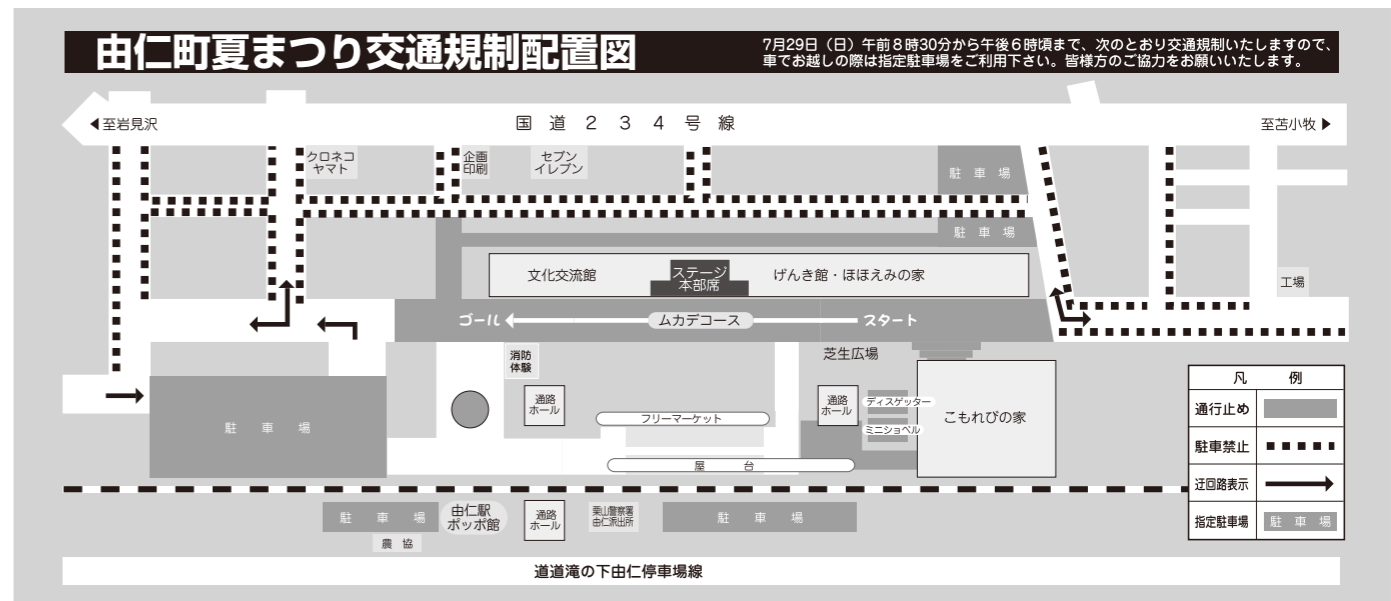 由仁町夏まつり交通規制配置図
7月29日（日）午前８時30分から午後６時頃まで、次のとおり交通規制いたしますので、
車でお越しの際は指定駐車場をご利用下さい。皆様方のご協力をお願いいたします。
◀至岩見沢
国道２３４号線
至苫小牧▶
クロネコ
ヤマト
企画
印刷
セブン
イレブン
駐車場
駐車場
文化交流館
ステージ
本部席
げんき館・ほほえみの家
工場
ゴール
ムカデコース
スタート
消防
体験
芝生広場
通路
ホール
フリーマーケット
通路
ホール
ディスゲッター
ミニショベル
こもれびの家
駐車場
屋台
凡例
通行止め
駐車禁止
迂回路表示
指定駐車場
駐車場
駐車場
由仁駅
ポッポ館
通路
ホール
栗山警察署
由仁派出所
駐車場
農協
道道滝の下由仁停車場線